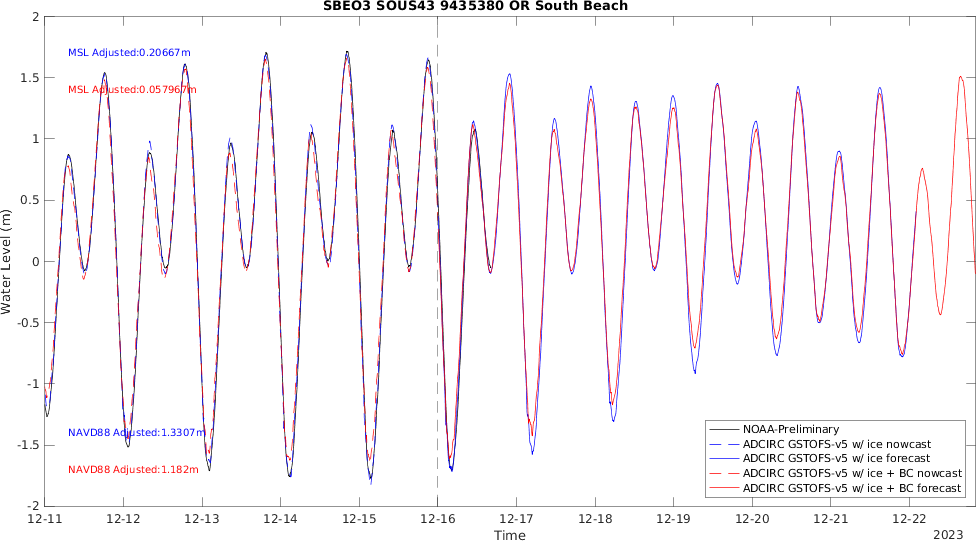 SBEO3 SOUS43 9435380 OR South Beach
MSL Adjusted:0.20667m
MSL Adjusted:0.057967m
NAVD88 Adjusted:1.3307m
NAVD88 Adjusted:1.182m
Water Level (m)
2
1.5
1
0.5
0
-0.5
-1
-1.5
-2
NOAA-Preliminary
ADCIRC GSTOFS-v5 w/ ice nowcast
ADCIRC GSTOFS-v5 w/ ice forecast
ADCIRC GSTOFS-v5 w/ ice + BC nowcast
ADCIRC GSTOFS-v5 w/ ice + BC forecast
12-11 12-12 12-13 12-14 12-15 12-16 12-17 12-18 12-19 12-20 12-21 12-22
Time
2023